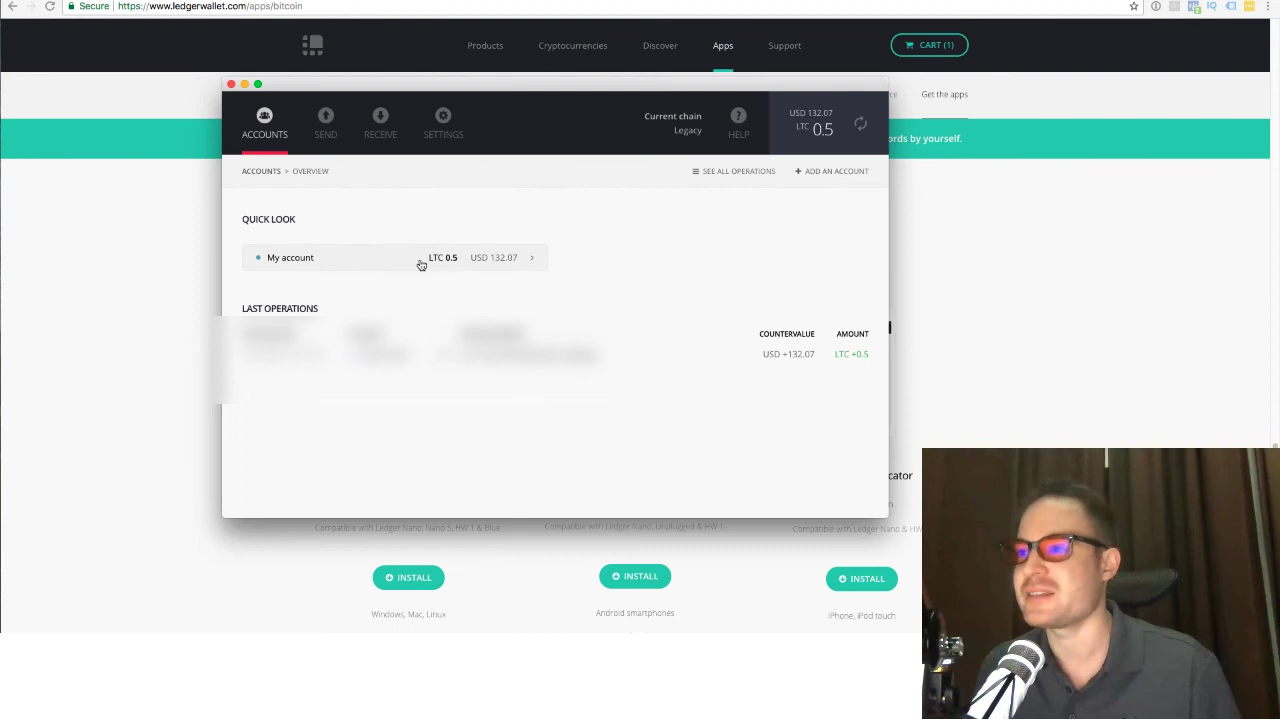 Secure https://www.ledgerwallet.com/apps/bitcoin
Products Cryptocurrencies Discover Apps Support CART (1)
Get the apps
ords by yourself.
ACCOUNTS SEND RECEIVE SETTINGS
Current chain
Legacy
HELP
USD 132.07
LTC 0.5
ACCOUNTS > OVERVIEW
SEE ALL OPERATIONS + ADD AN ACCOUNT
QUICK LOOK
My account LTC 0.5 USD 132.07 >
LAST OPERATIONS
COUNTERVALUE AMOUNT
USD +132.07 LTC +0.5
cator
Compatible with Ledger Nano, Nano S, HW 1 & Blue
Compatible with Ledger Nano, Unplugged & HW 1
Compatible with Ledger Nano & HW
INSTALL INSTALL INSTALL
Windows, Mac, Linux Android smartphones iPhone, iPod touch